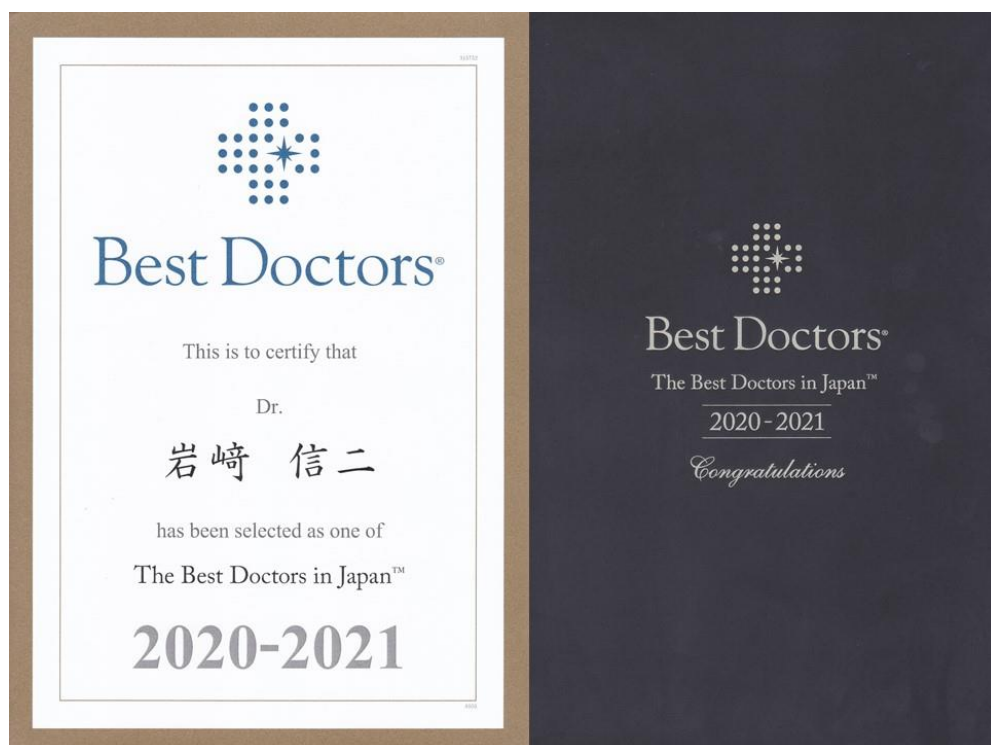 Best Doctors®
This is to certify that
Dr.
岩﨑 信二
has been selected as one of
The Best Doctors in Japan™
2020-2021
Best Doctors®
The Best Doctors in Japan™
2020-2021
Congratulations